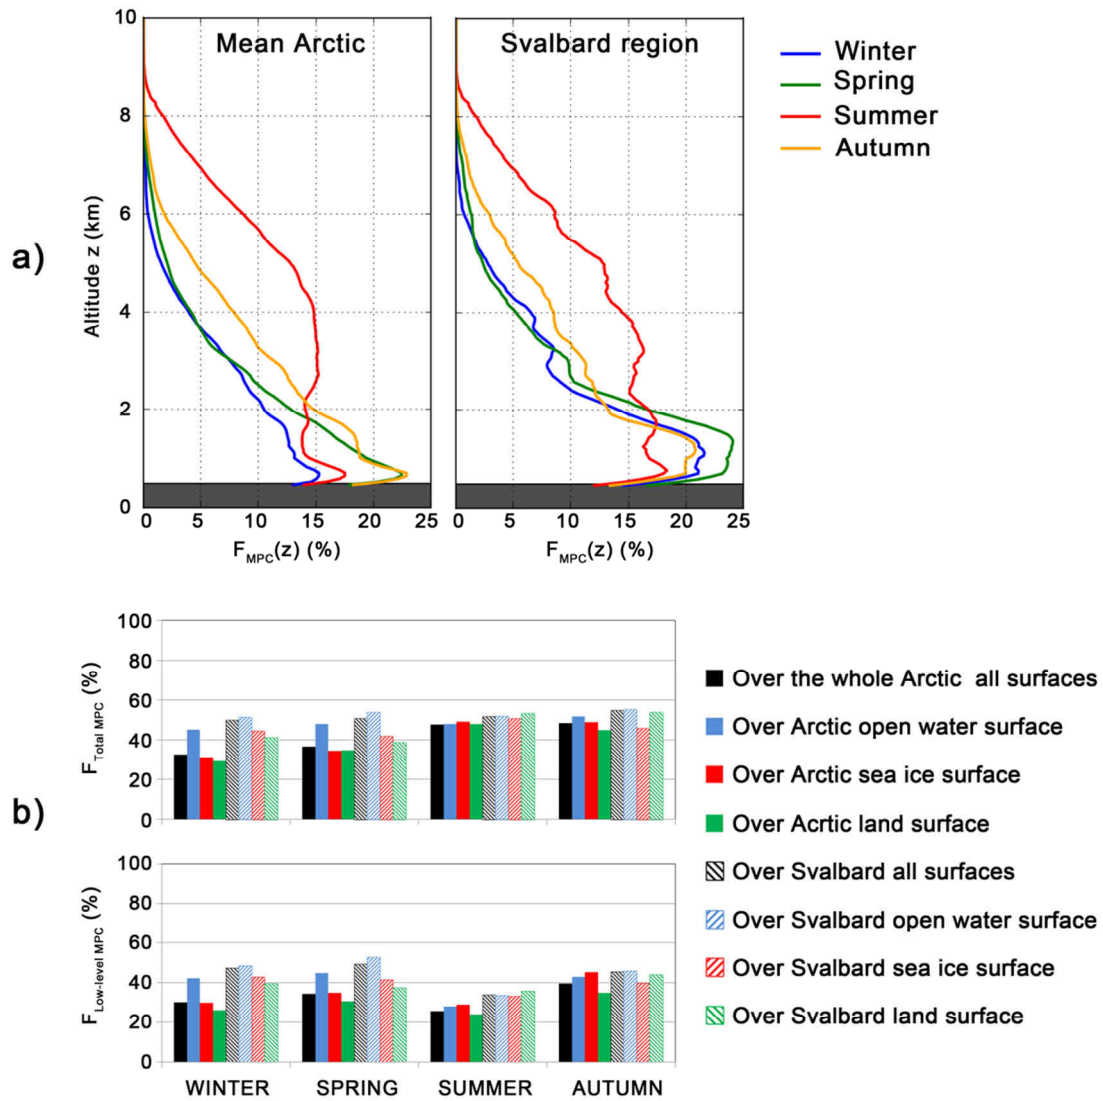 a)
Mean Arctic
Svalbard region
Winter
Spring
Summer
Autumn
Altitude z (km)
10
8
6
4
2
0
0 5 10 15 20 25
0 5 10 15 20 25
F_MPC(z) (%)
F_MPC(z) (%)
b)
F_Total MPC (%)
100
80
60
40
20
0
F_Low-level MPC (%)
100
80
60
40
20
0
WINTER SPRING SUMMER AUTUMN
Over the whole Arctic all surfaces
Over Arctic open water surface
Over Arctic sea ice surface
Over Acrtic land surface
Over Svalbard all surfaces
Over Svalbard open water surface
Over Svalbard sea ice surface
Over Svalbard land surface